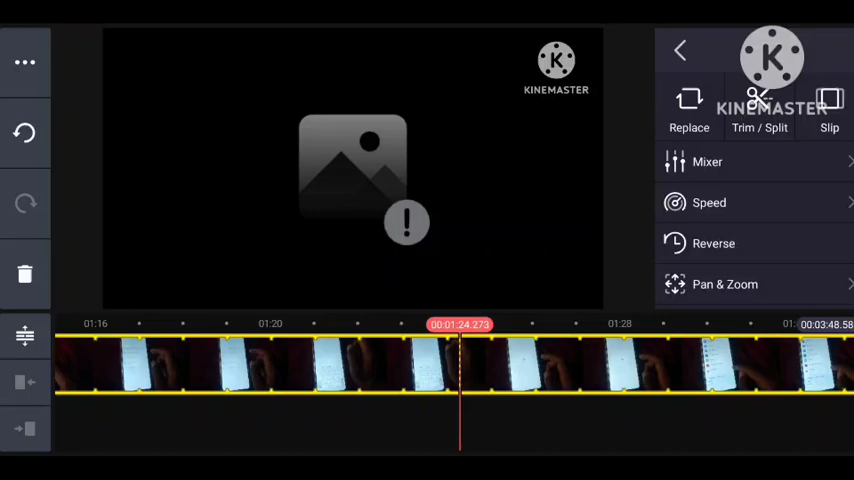 K
KINEMASTER
K
KINEMASTER
Replace
Trim / Split
Slip
Mixer
Speed
Reverse
Pan & Zoom
01:16
01:20
00:01:24.273
01:28
00:03:48.58